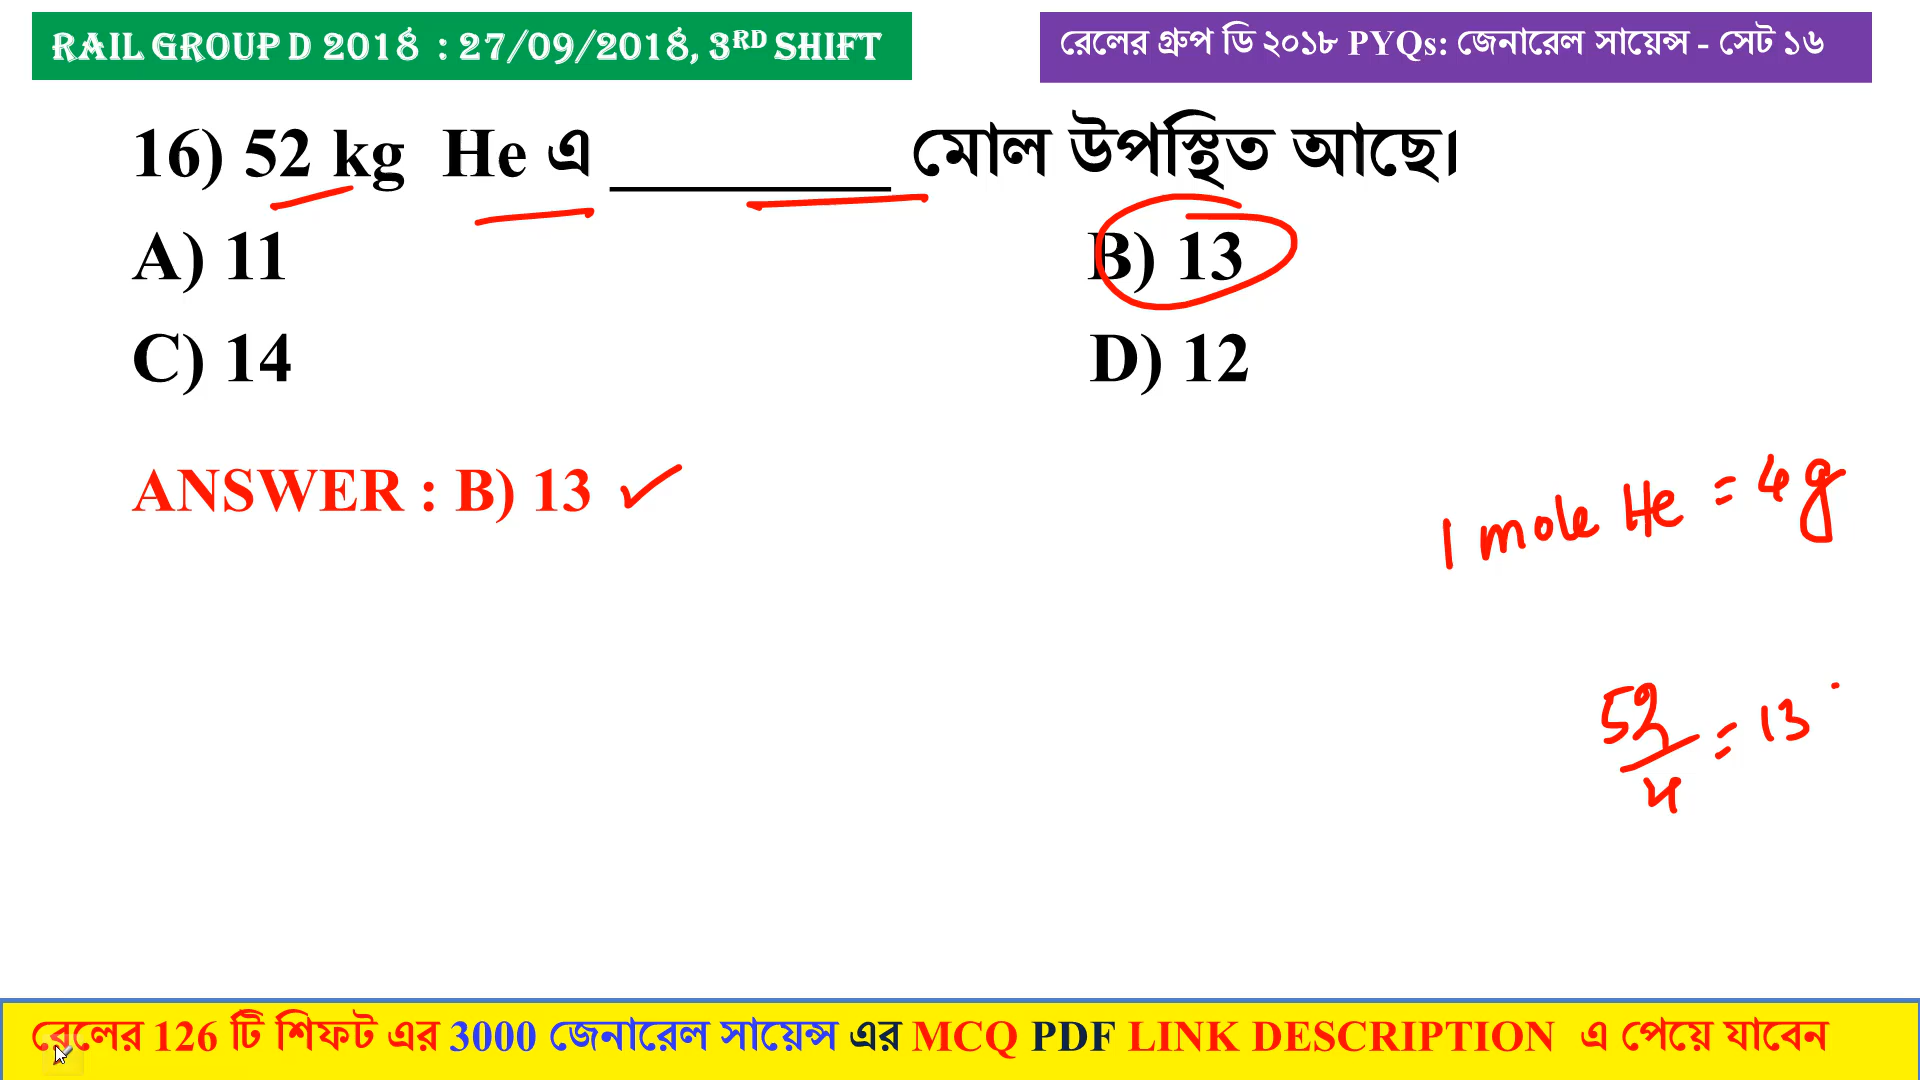 RAIL GROUP D 2018 : 27/09/2018, 3RD SHIFT
রেলের গ্রুপ ডি ২০১৮ PYQs: জেনারেল সায়েন্স - সেট ১৬
16) 52 kg He এ __________ মোল উপস্থিত আছে।
A) 11 B) 13
C) 14 D) 12
ANSWER : B) 13
1 mole He = 4g
52/4 = 13
রেলের 126 টি শিফট এর 3000 জেনারেল সায়েন্স এর MCQ PDF LINK DESCRIPTION এ পেয়ে যাবেন